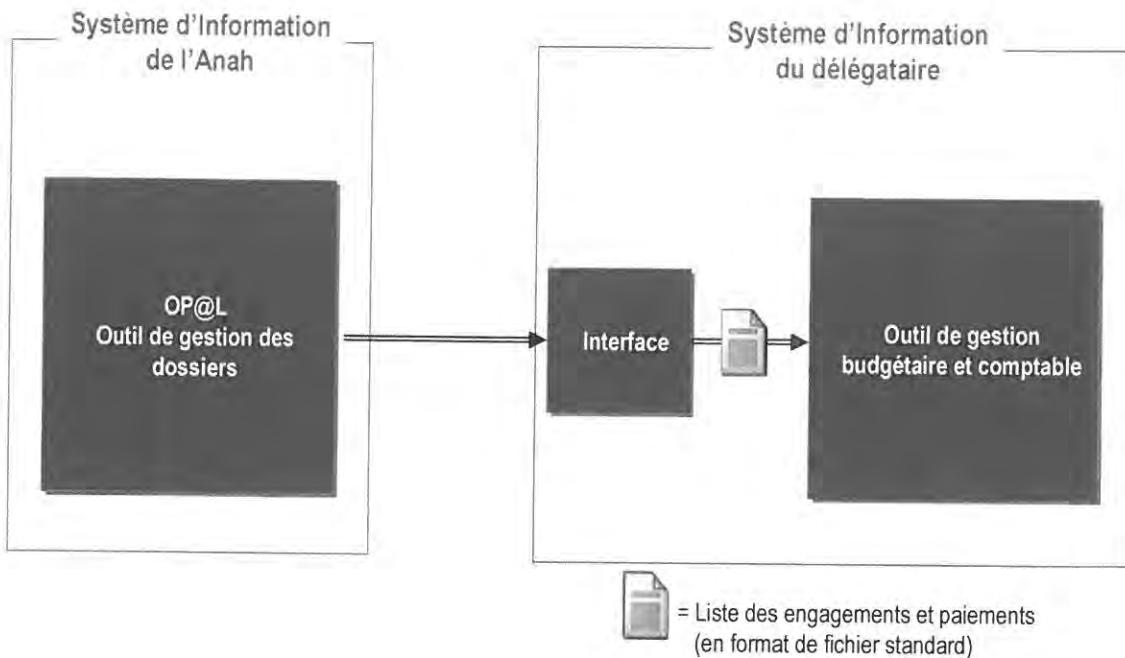 Système d'Information
de l'Anah
Système d'Information
du délégataire
OP@L
Outil de gestion des
dossiers
Interface
Outil de gestion
budgétaire et comptable
= Liste des engagements et paiements
(en format de fichier standard)